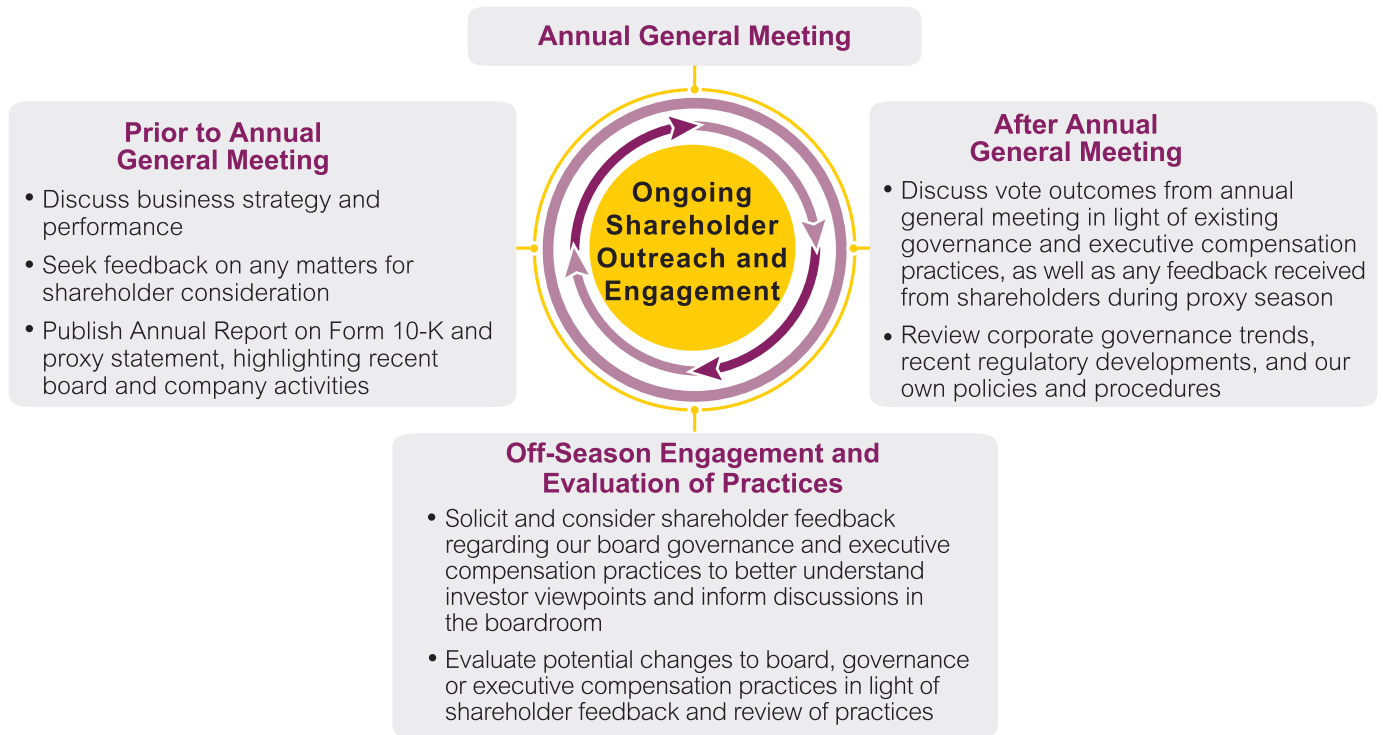 Annual General Meeting
Prior to Annual
General Meeting
• Discuss business strategy and
performance
• Seek feedback on any matters for
shareholder consideration
• Publish Annual Report on Form 10-K and
proxy statement, highlighting recent
board and company activities
Ongoing
Shareholder
Outreach and
Engagement
After Annual
General Meeting
• Discuss vote outcomes from annual
general meeting in light of existing
governance and executive compensation
practices, as well as any feedback received
from shareholders during proxy season
• Review corporate governance trends,
recent regulatory developments, and our
own policies and procedures
Off-Season Engagement and
Evaluation of Practices
• Solicit and consider shareholder feedback
regarding our board governance and executive
compensation practices to better understand
investor viewpoints and inform discussions in
the boardroom
• Evaluate potential changes to board, governance
or executive compensation practices in light of
shareholder feedback and review of practices